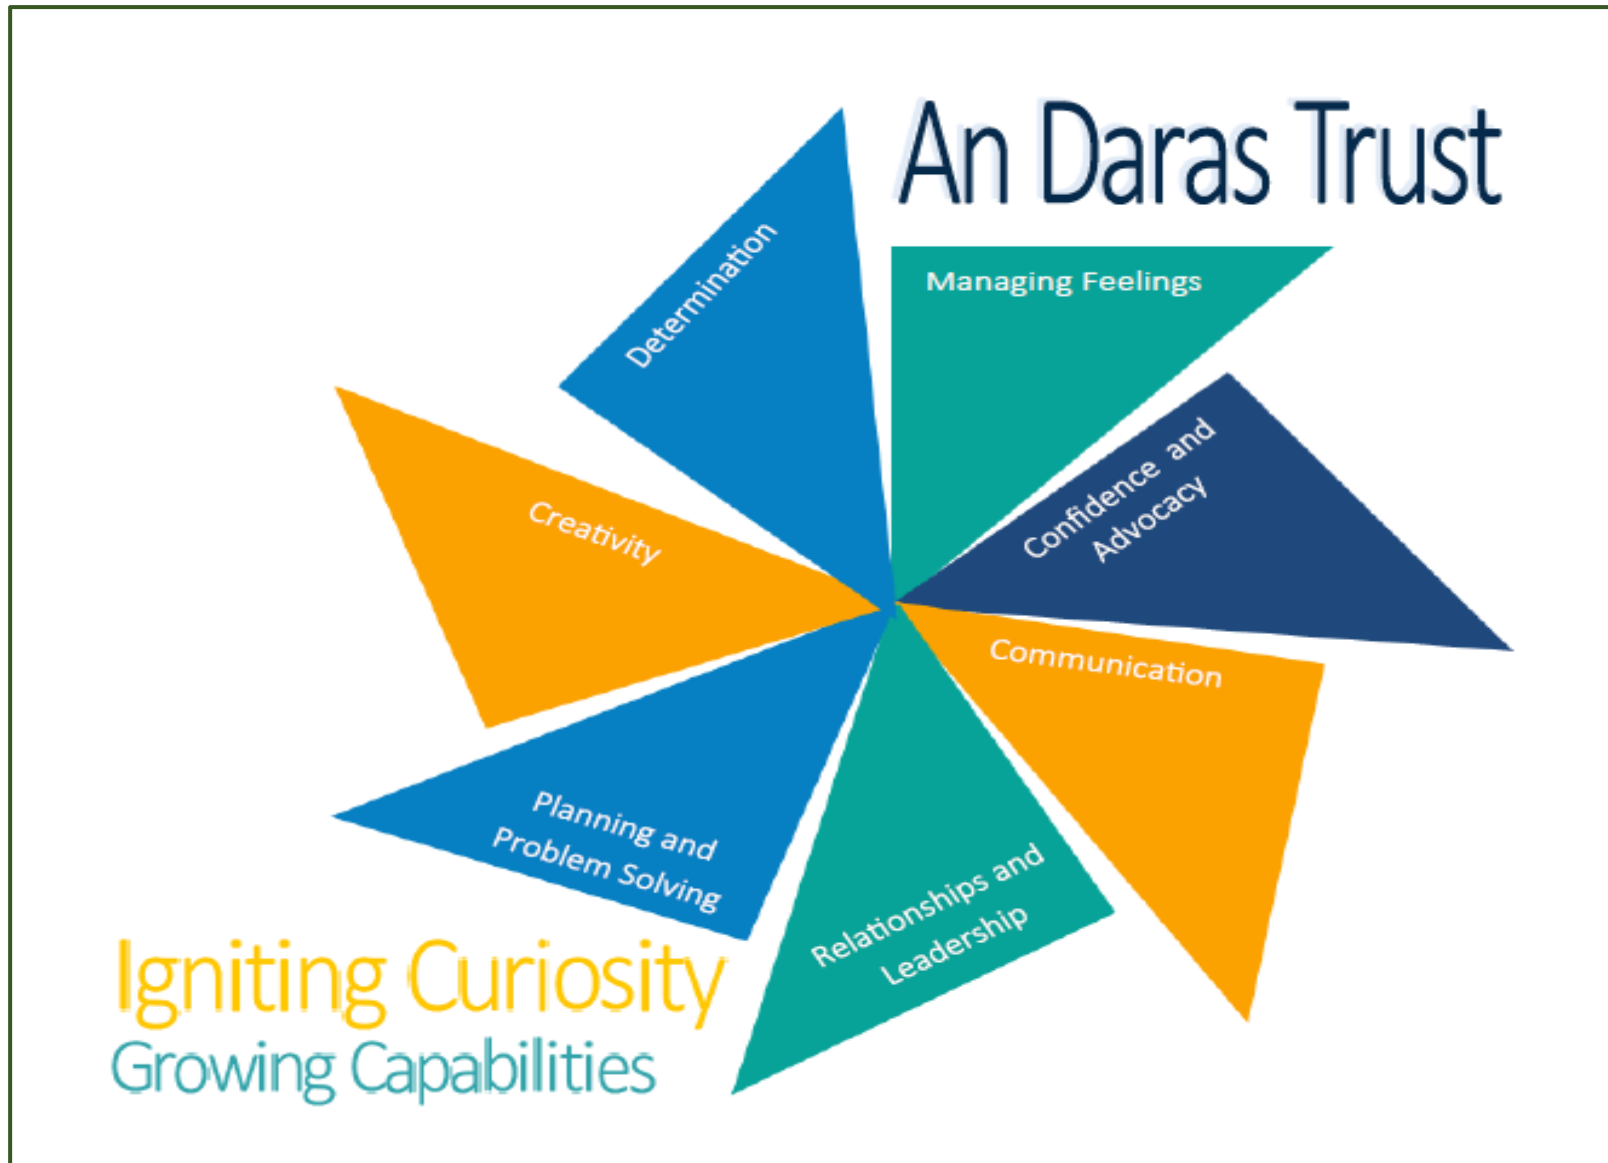 An Daras Trust
Managing Feelings
Determination
Confidence and
Advocacy
Creativity
Communication
Planning and
Problem Solving
Relationships and
Leadership
Igniting Curiosity
Growing Capabilities